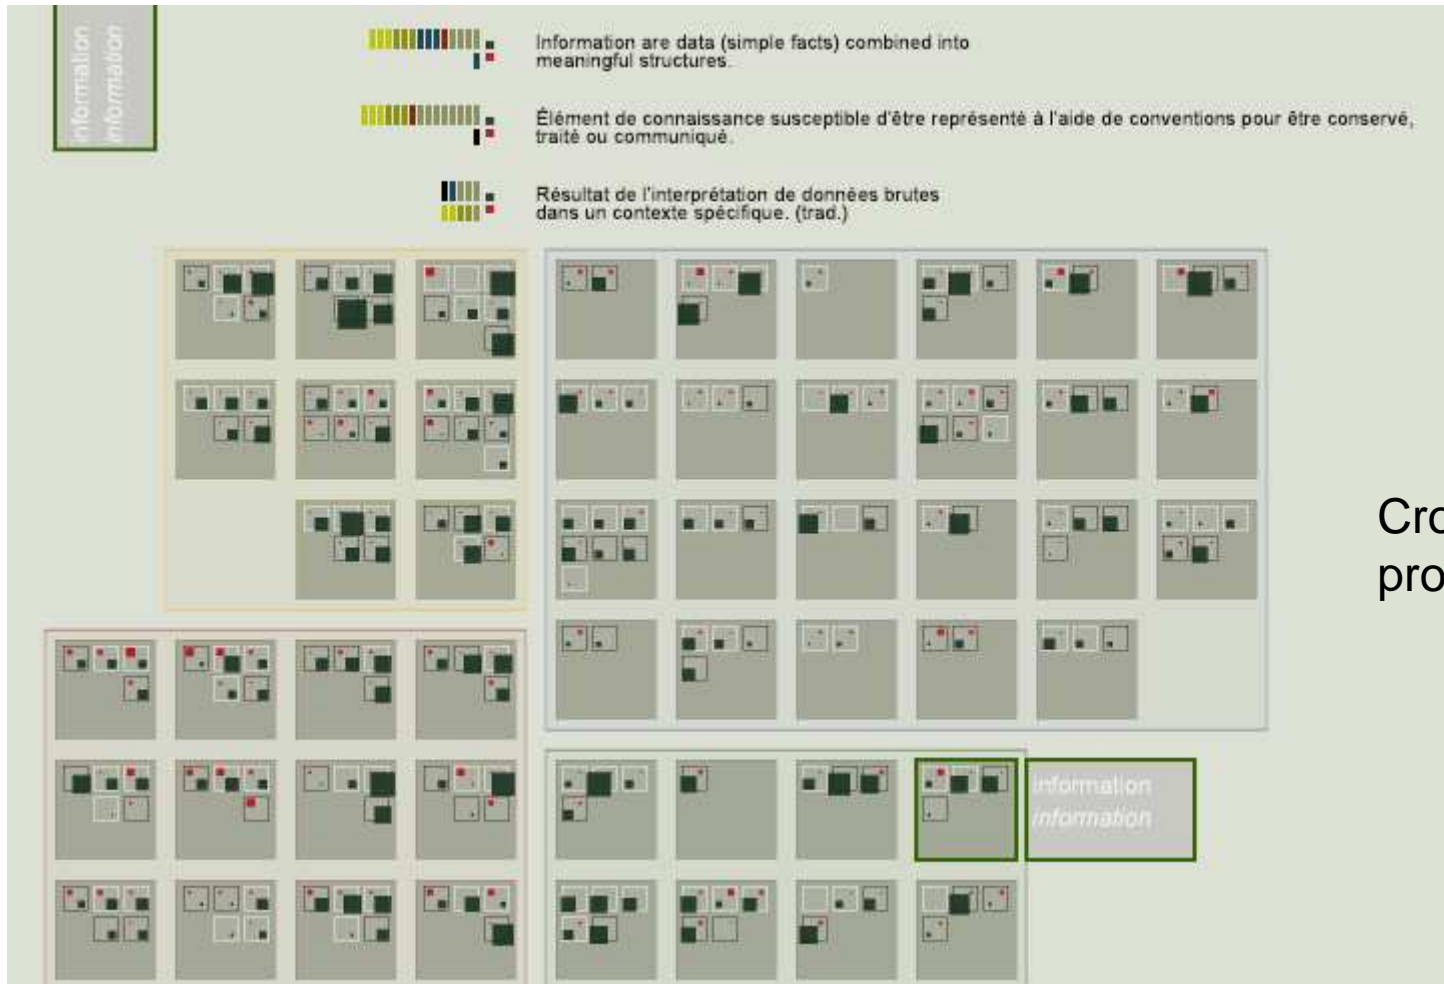 information
information
Information are data (simple facts) combined into
meaningful structures.
Élément de connaissance susceptible d'être représenté à l'aide de conventions pour être conservé,
traité ou communiqué.
Résultat de l'interprétation de données brutes
dans un contexte spécifique. (trad.)
Cro
pro
information
information